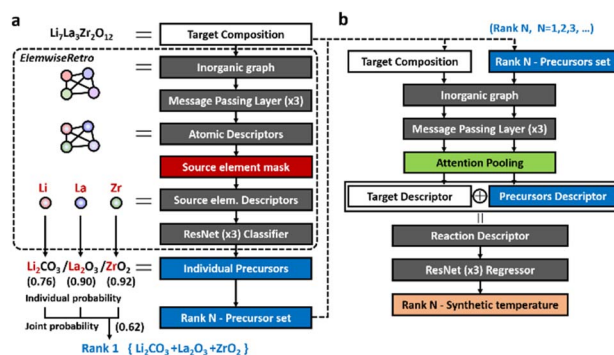 a
Li7La3Zr2O12
Target Composition
ElemwiseRetro
Inorganic graph
Message Passing Layer (x3)
Atomic Descriptors
Source element mask
Li La Zr
Source elem. Descriptors
ResNet (x3) Classifier
Li2CO3/La2O3/ZrO2
Individual Precursors
(0.76) (0.90) (0.92)
Individual probability
Joint probability (0.62)
Rank N - Precursor set
Rank 1 { Li2CO3+La2O3+ZrO2 }
b
(Rank N, N=1,2,3, ...)
Target Composition
Rank N - Precursors set
Inorganic graph
Message Passing Layer (x3)
Attention Pooling
Target Descriptor
Precursors Descriptor
Reaction Descriptor
ResNet (x3) Regressor
Rank N - Synthetic temperature